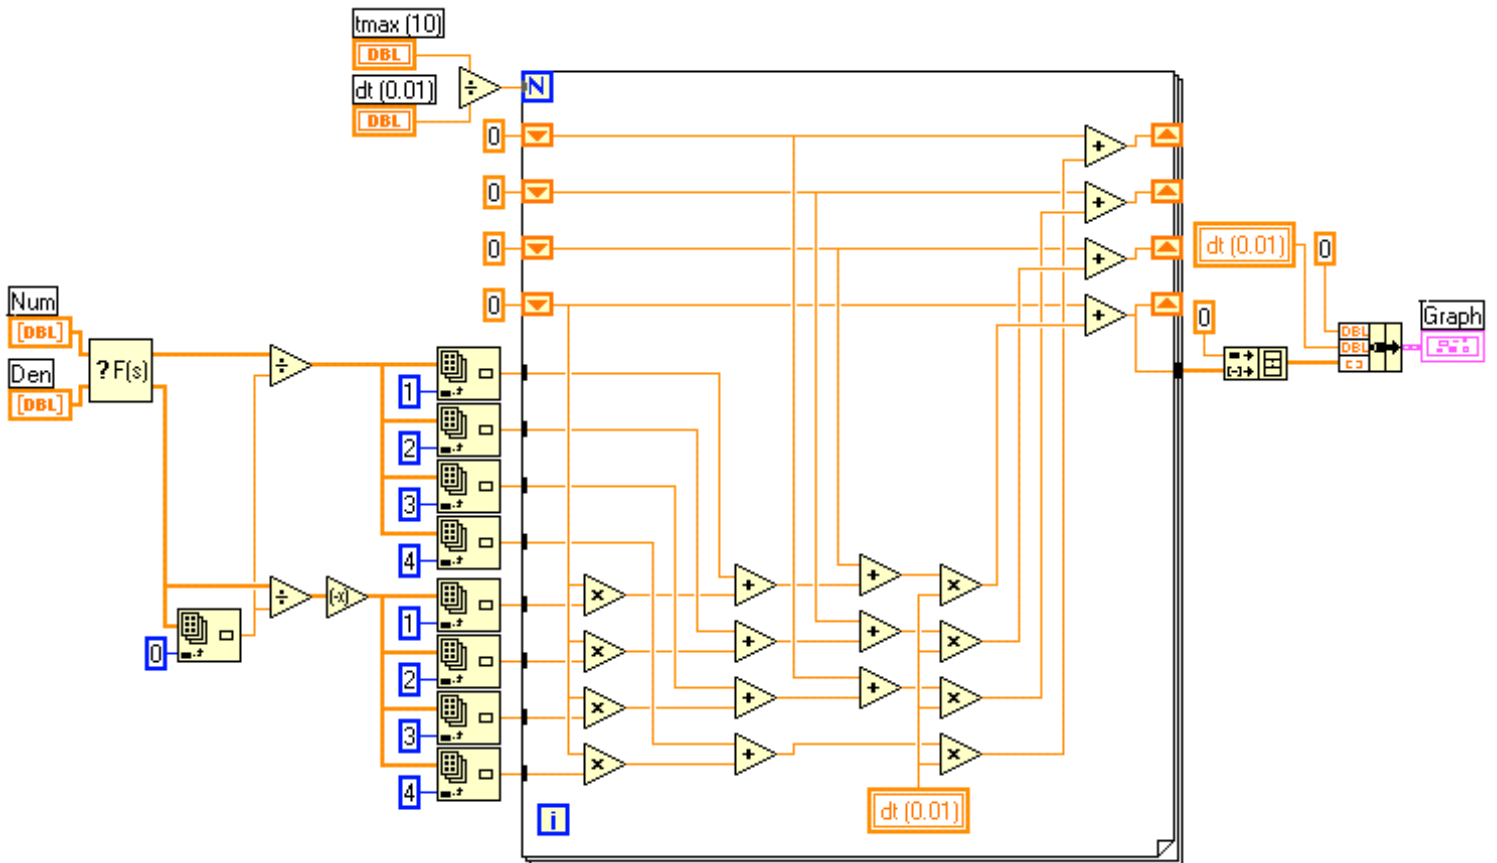 tmax (10)
DBL
dt (0.01)
DBL
÷
N
0
+
0
+
0
+
dt (0.01)
0
0
+
0
Num
[DBL]
Den
[DBL]
? F(s)
÷
DBL
DBL
[ ]
Graph
1
2
3
4
÷
(-x)
0
1
2
3
4
×
+
+
×
×
+
+
×
×
+
+
×
×
+
×
dt (0.01)
i